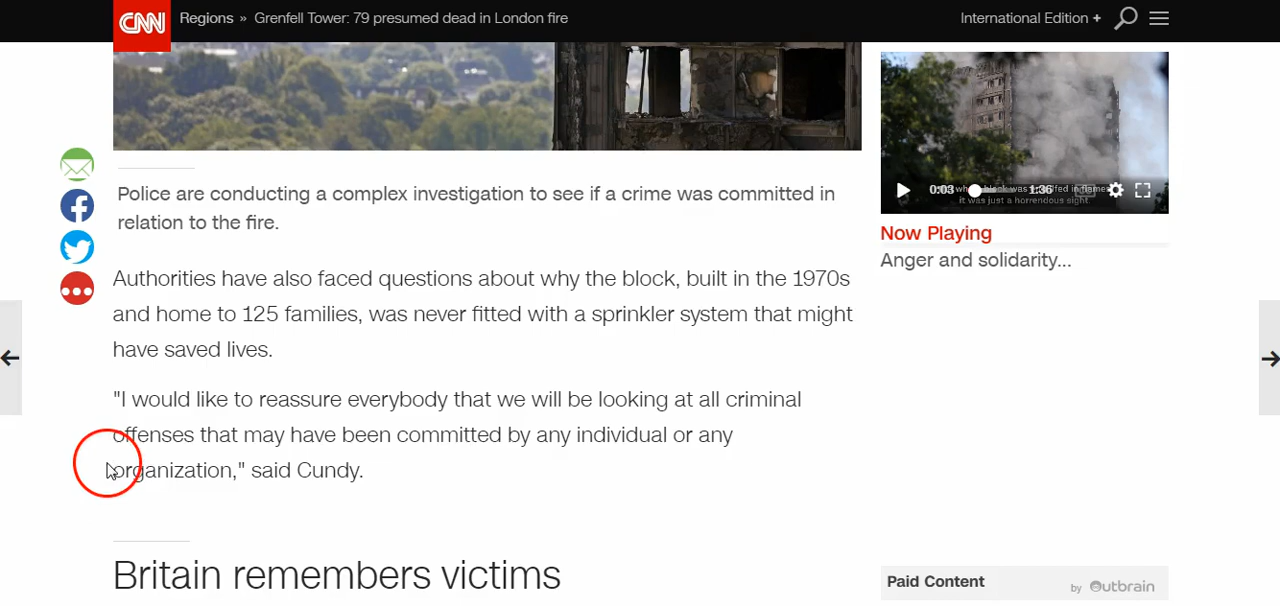 CNN
Regions » Grenfell Tower: 79 presumed dead in London fire
International Edition +
0:03
1:36
it was just a horrendous sight.
Now Playing
Anger and solidarity...
Police are conducting a complex investigation to see if a crime was committed in
relation to the fire.
Authorities have also faced questions about why the block, built in the 1970s
and home to 125 families, was never fitted with a sprinkler system that might
have saved lives.
"I would like to reassure everybody that we will be looking at all criminal
offenses that may have been committed by any individual or any
organization," said Cundy.
Britain remembers victims
Paid Content
by Outbrain